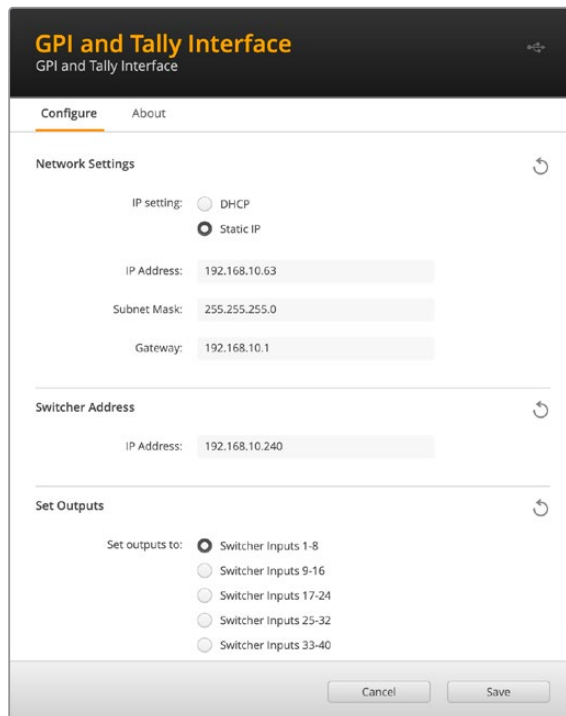 GPI and Tally Interface
GPI and Tally Interface
Configure About
Network Settings
IP setting: DHCP
Static IP
IP Address: 192.168.10.63
Subnet Mask: 255.255.255.0
Gateway: 192.168.10.1
Switcher Address
IP Address: 192.168.10.240
Set Outputs
Set outputs to: Switcher Inputs 1-8
Switcher Inputs 9-16
Switcher Inputs 17-24
Switcher Inputs 25-32
Switcher Inputs 33-40
Cancel Save